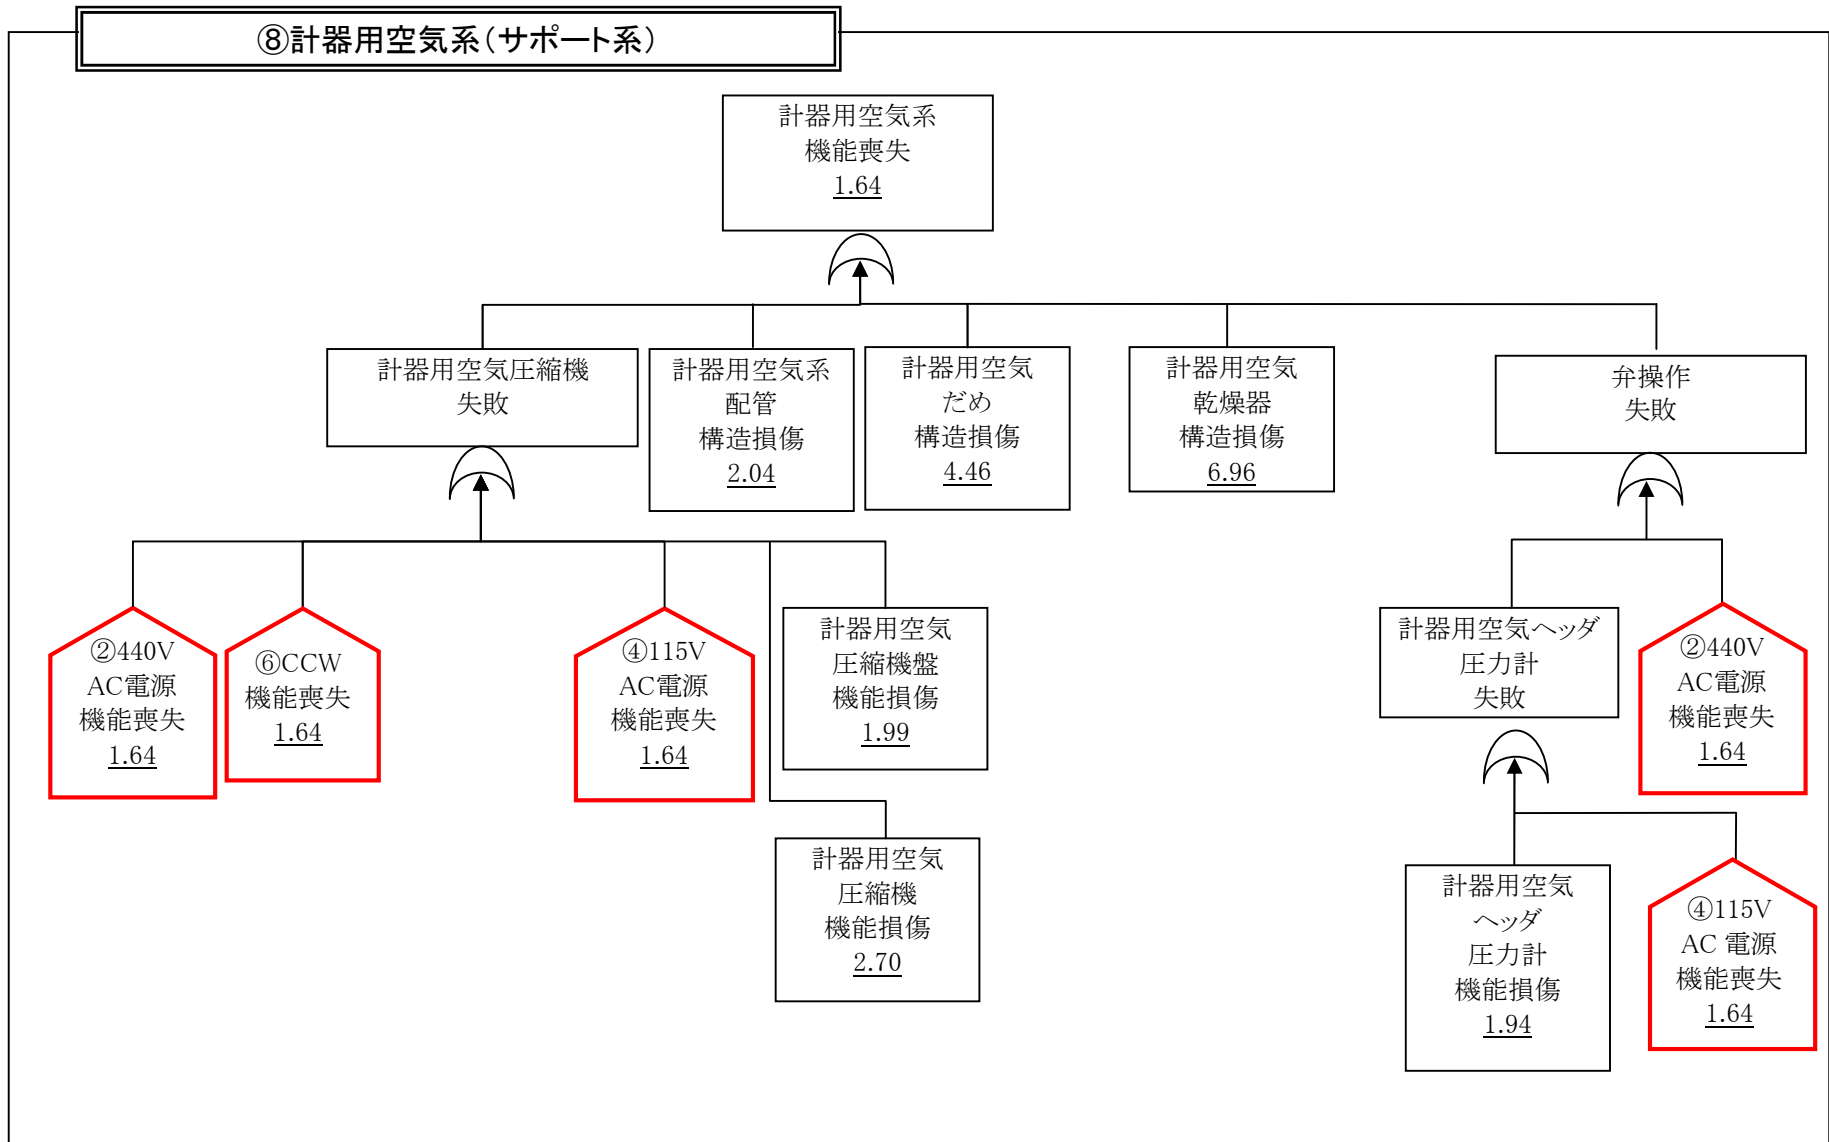 ⑧計器用空気系（サポート系）
計器用空気系
機能喪失
1.64
計器用空気圧縮機
失敗
計器用空気系
配管
構造損傷
2.04
計器用空気
だめ
構造損傷
4.46
計器用空気
乾燥器
構造損傷
6.96
弁操作
失敗
②440V
AC電源
機能喪失
1.64
⑥CCW
機能喪失
1.64
④115V
AC電源
機能喪失
1.64
計器用空気
圧縮機盤
機能損傷
1.99
計器用空気ヘッダ
圧力計
失敗
②440V
AC電源
機能喪失
1.64
計器用空気
圧縮機
機能損傷
2.70
計器用空気
ヘッダ
圧力計
機能損傷
1.94
④115V
AC 電源
機能喪失
1.64